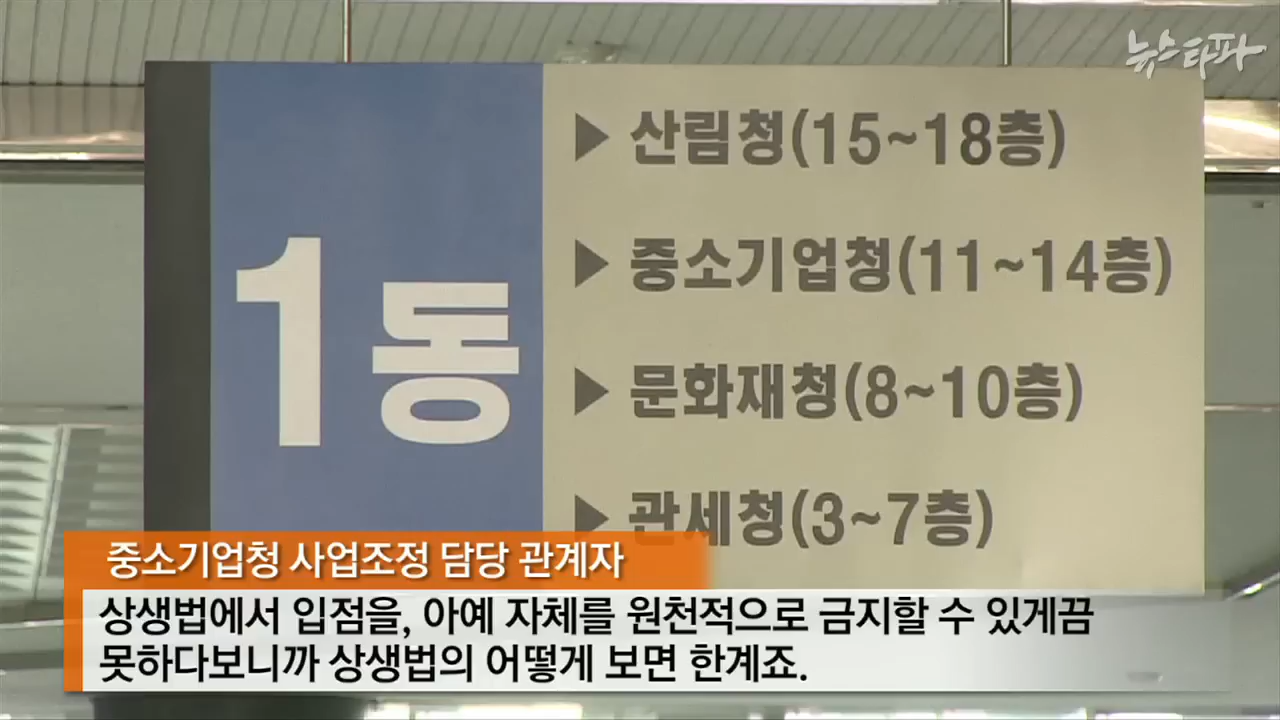 뉴스타파
1동
▶ 산림청(15~18층)
▶ 중소기업청(11~14층)
▶ 문화재청(8~10층)
▶ 관세청(3~7층)
중소기업청 사업조정 담당 관계자
상생법에서 입점을, 아예 자체를 원천적으로 금지할 수 있게끔
못하다보니까 상생법의 어떻게 보면 한계죠.